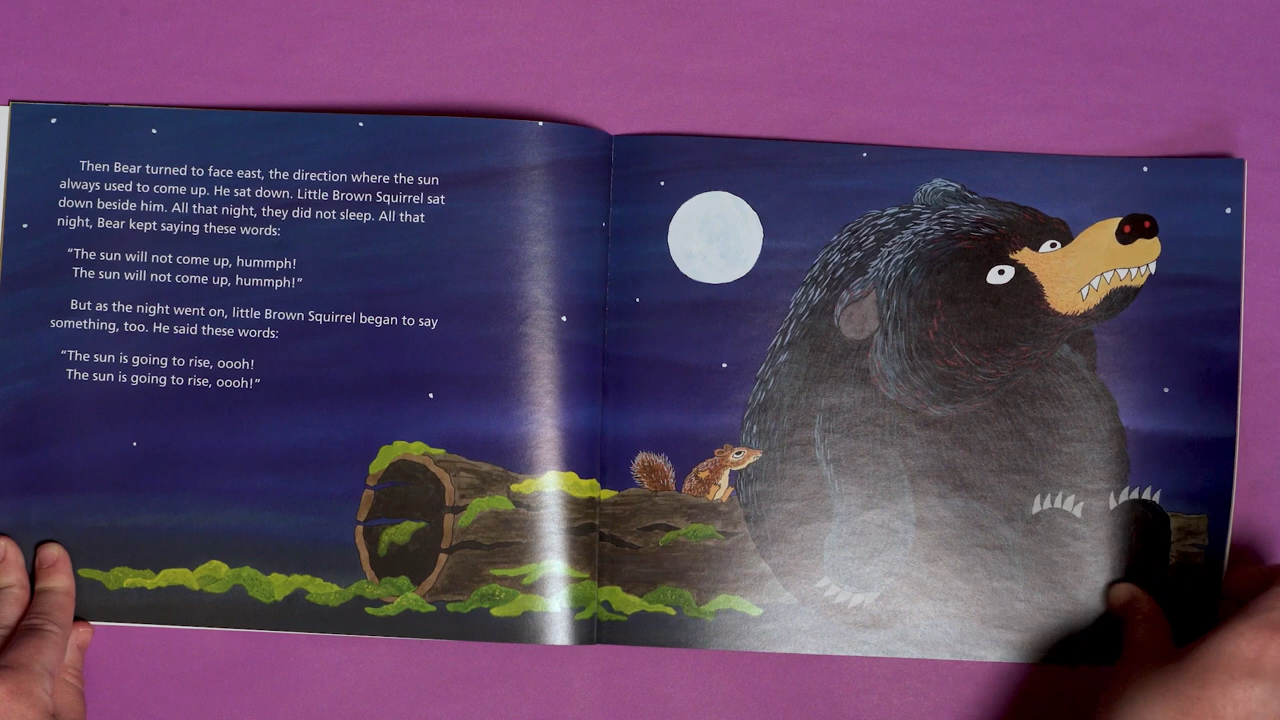 Then Bear turned to face east, the direction where the sun
always used to come up. He sat down. Little Brown Squirrel sat
down beside him. All that night, they did not sleep. All that
night, Bear kept saying these words:
“The sun will not come up, hummph!
The sun will not come up, hummph!”
But as the night went on, little Brown Squirrel began to say
something, too. He said these words:
“The sun is going to rise, oooh!
The sun is going to rise, oooh!”